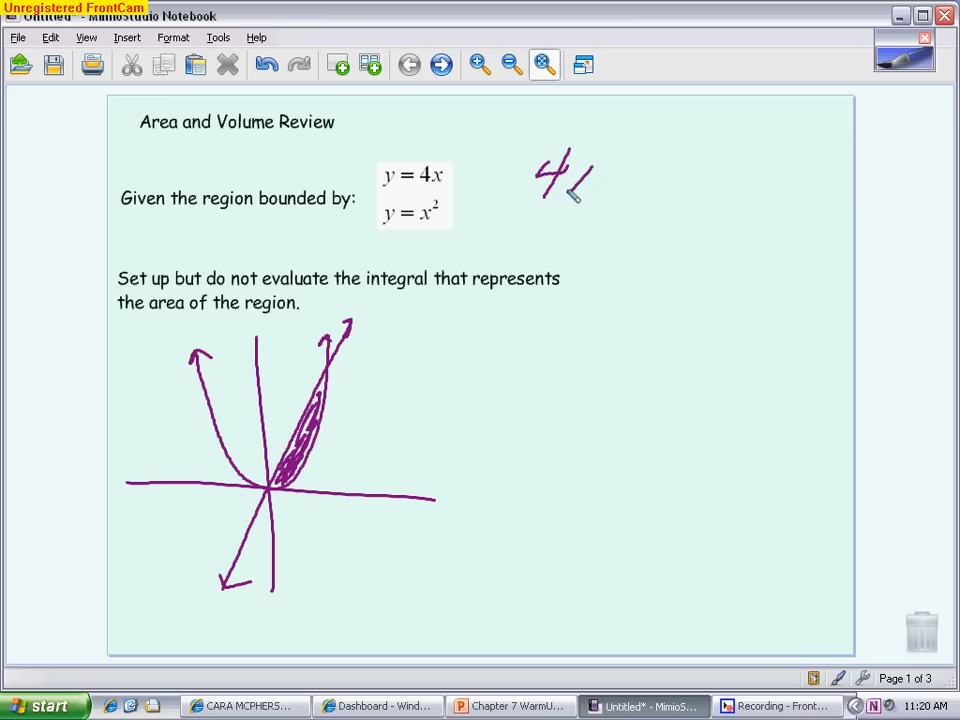 Unregistered FrontCam
Untitled* - MimioStudio Notebook
File Edit View Insert Format Tools Help
Area and Volume Review
Given the region bounded by:
y = 4x
y = x²
4
Set up but do not evaluate the integral that represents
the area of the region.
Page 1 of 3
start
CARA MCPHERS...
Dashboard - Wind...
Chapter 7 WarmU...
Untitled* - MimioS...
Recording - Front...
N
11:20 AM